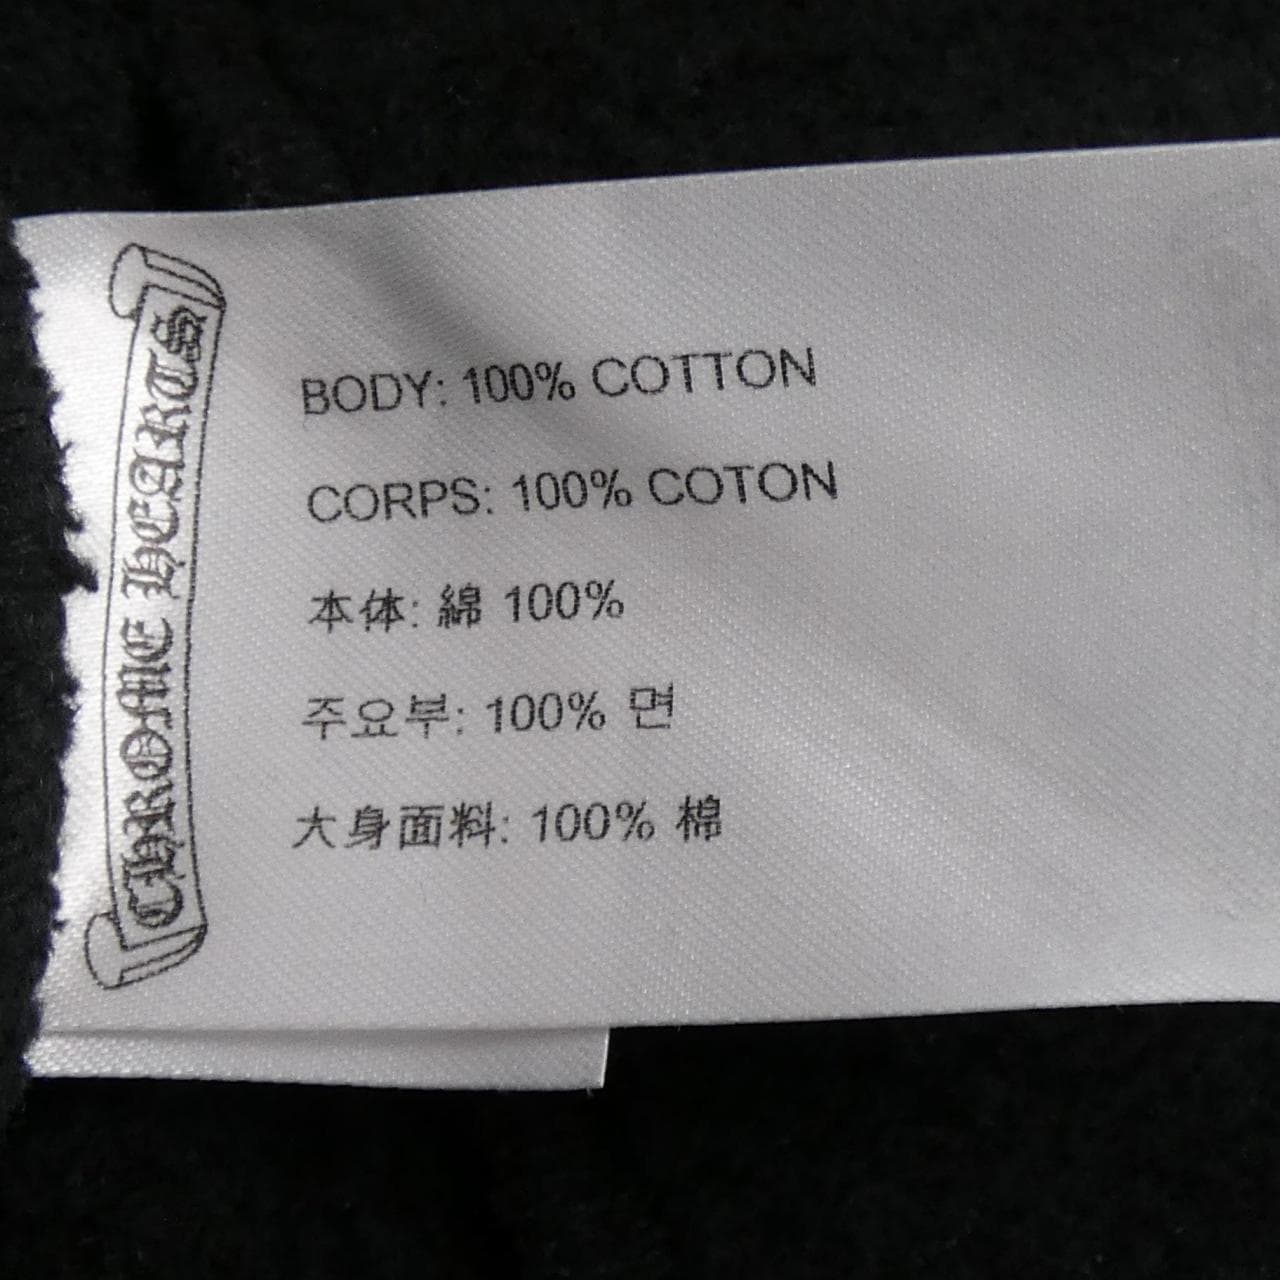 CHROME HEARTS
BODY: 100% COTTON
CORPS: 100% COTON
本体: 綿 100%
주요부: 100% 면
大身面料: 100% 棉